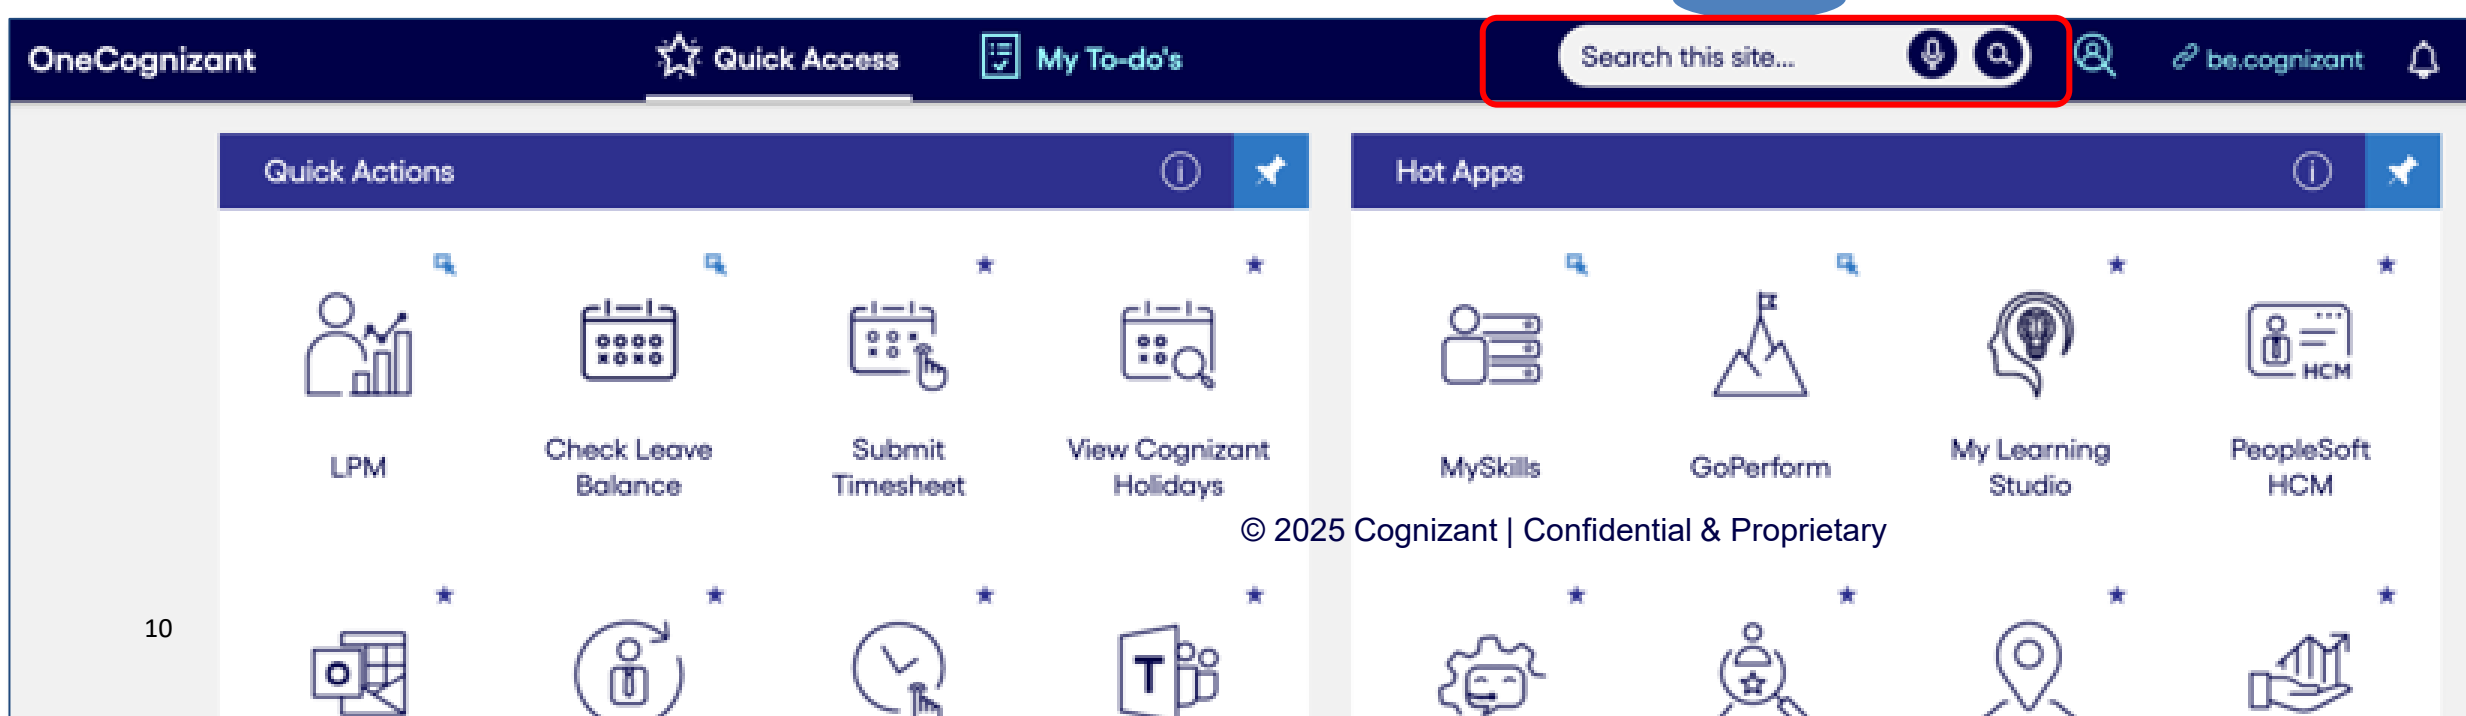 OneCognizant
Quick Access
My To-do's
Search this site...
be.cognizant
Quick Actions
Hot Apps
LPM
Check Leave
Balance
Submit
Timesheet
View Cognizant
Holidays
MySkills
GoPerform
My Learning
Studio
HCM
PeopleSoft
HCM
© 2025 Cognizant | Confidential & Proprietary
10
O
T